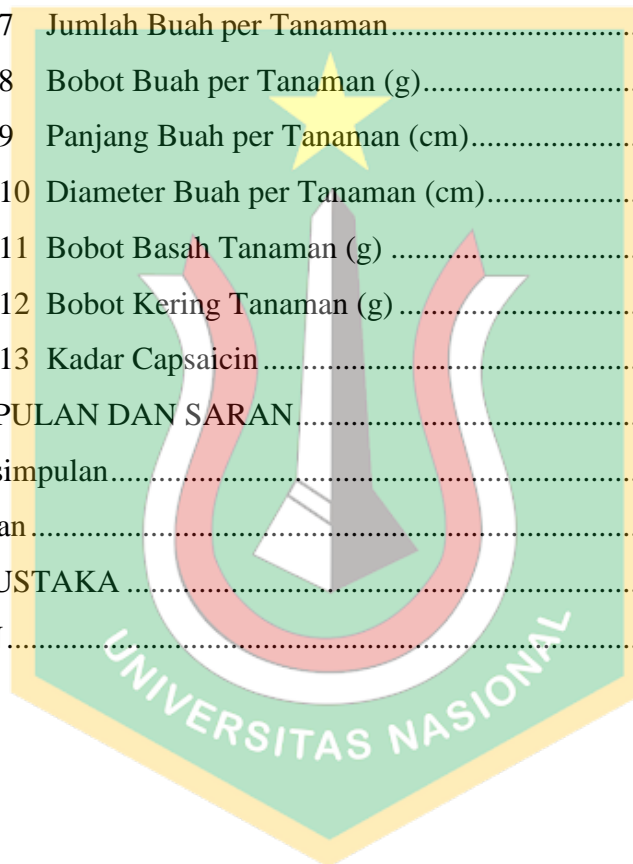 7 Jumlah Buah per Tanaman........................
8 Bobot Buah per Tanaman (g)........................
9 Panjang Buah per Tanaman (cm)....................
10 Diameter Buah per Tanaman (cm)..................
11 Bobot Basah Tanaman (g) ............................
12 Bobot Kering Tanaman (g) ...........................
13 Kadar Capsaicin..........................................
PULAN DAN SARAN......................................
simpulan..........................................................
an....................................................................
USTAKA .........................................................
UNIVERSITAS NASIONAL